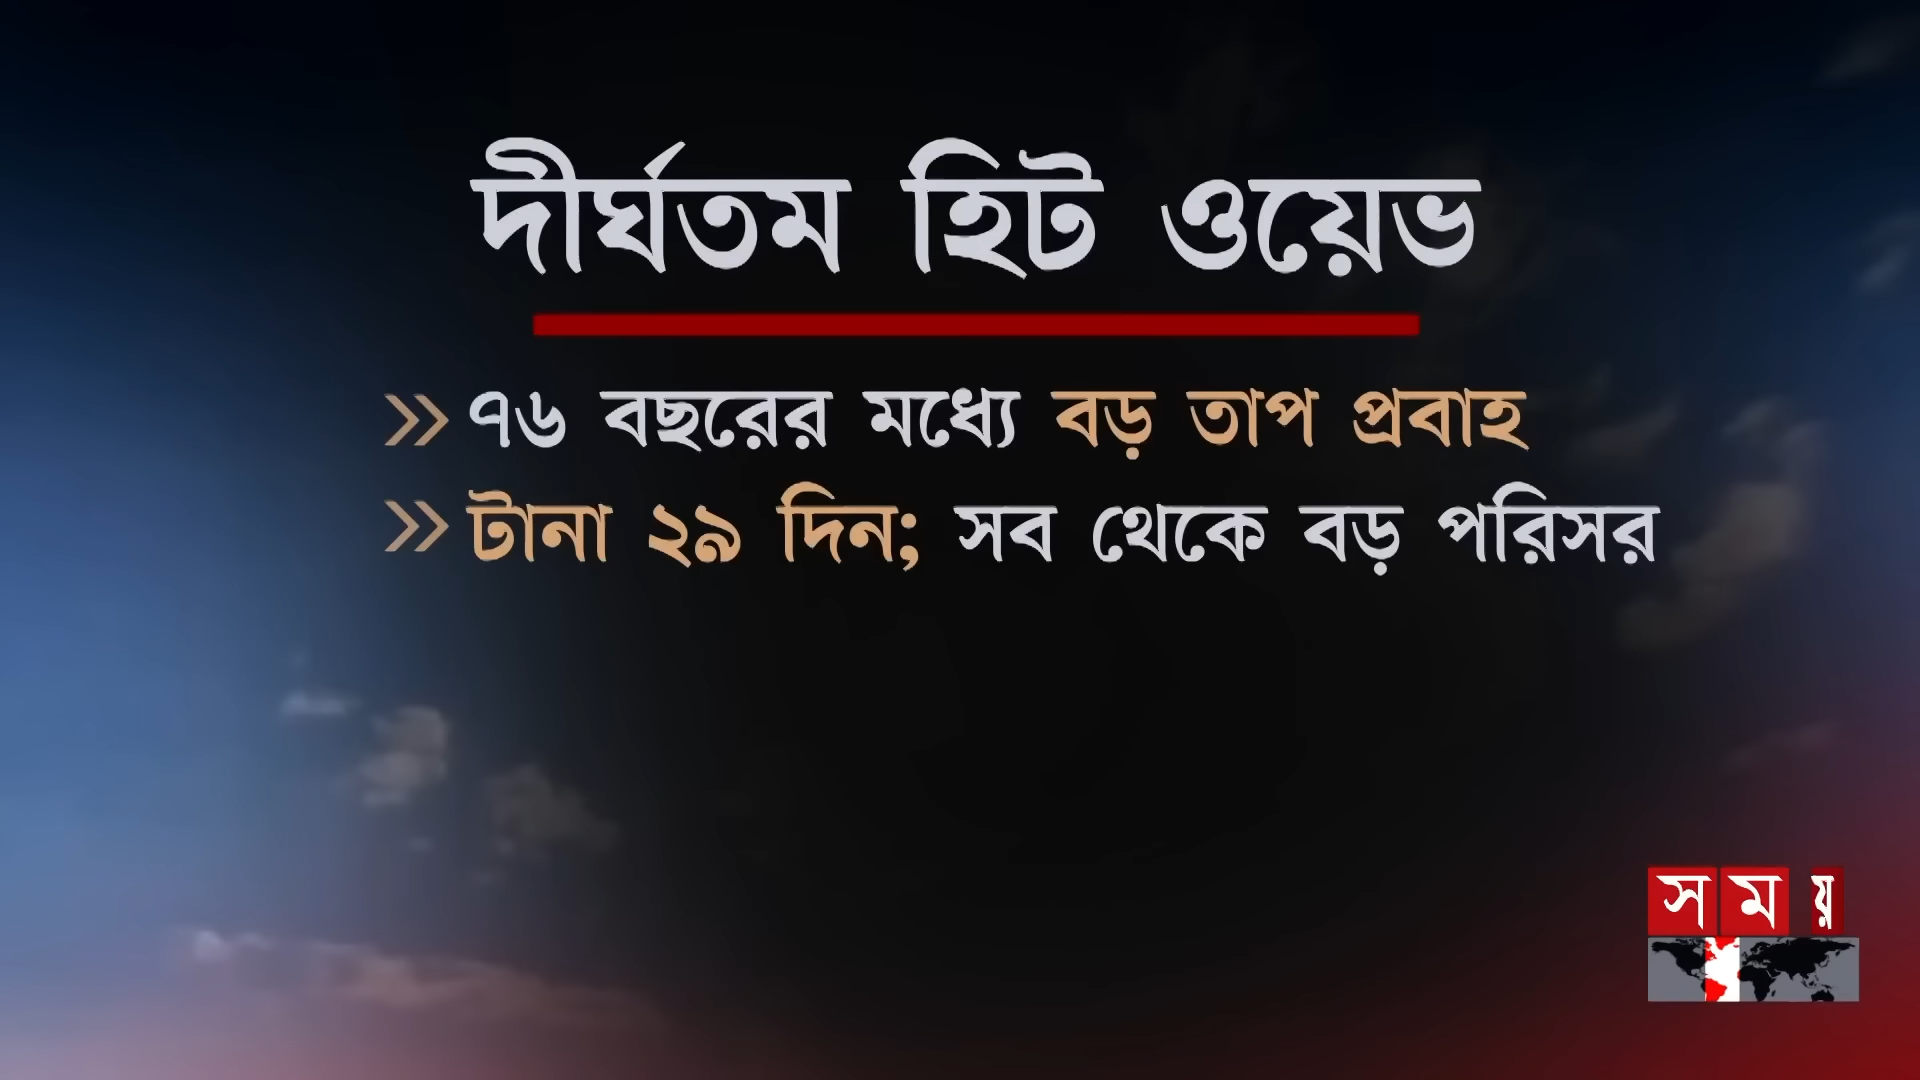 দীর্ঘতম হিট ওয়েভ
» ৭৬ বছরের মধ্যে বড় তাপ প্রবাহ
» টানা ২৯ দিন; সব থেকে বড় পরিসর
সময়